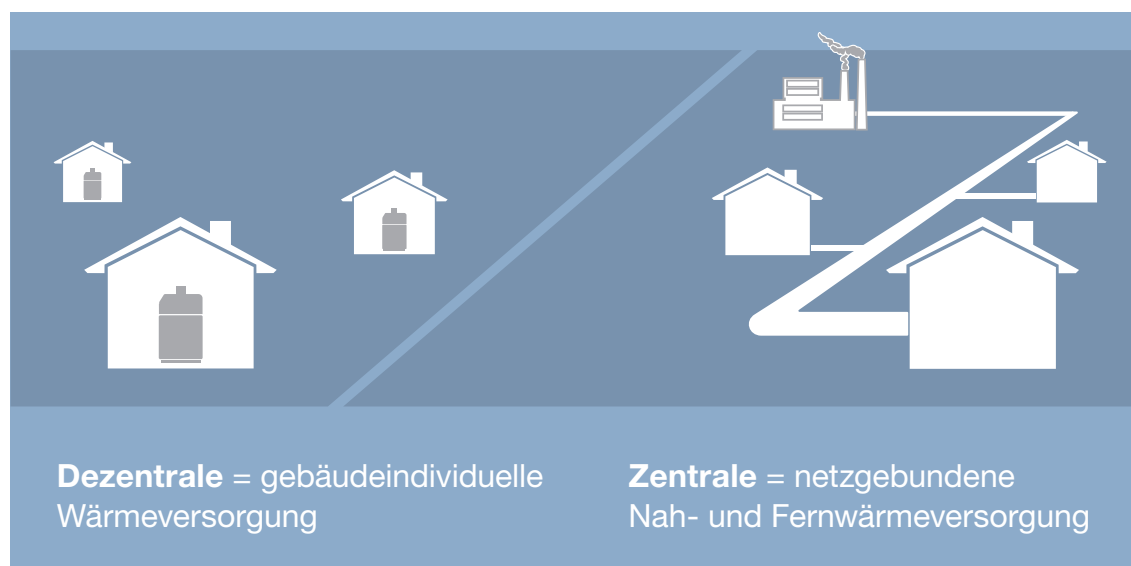 Dezentrale = gebäudeindividuelle
Wärmeversorgung
Zentrale = netzgebundene
Nah- und Fernwärmeversorgung